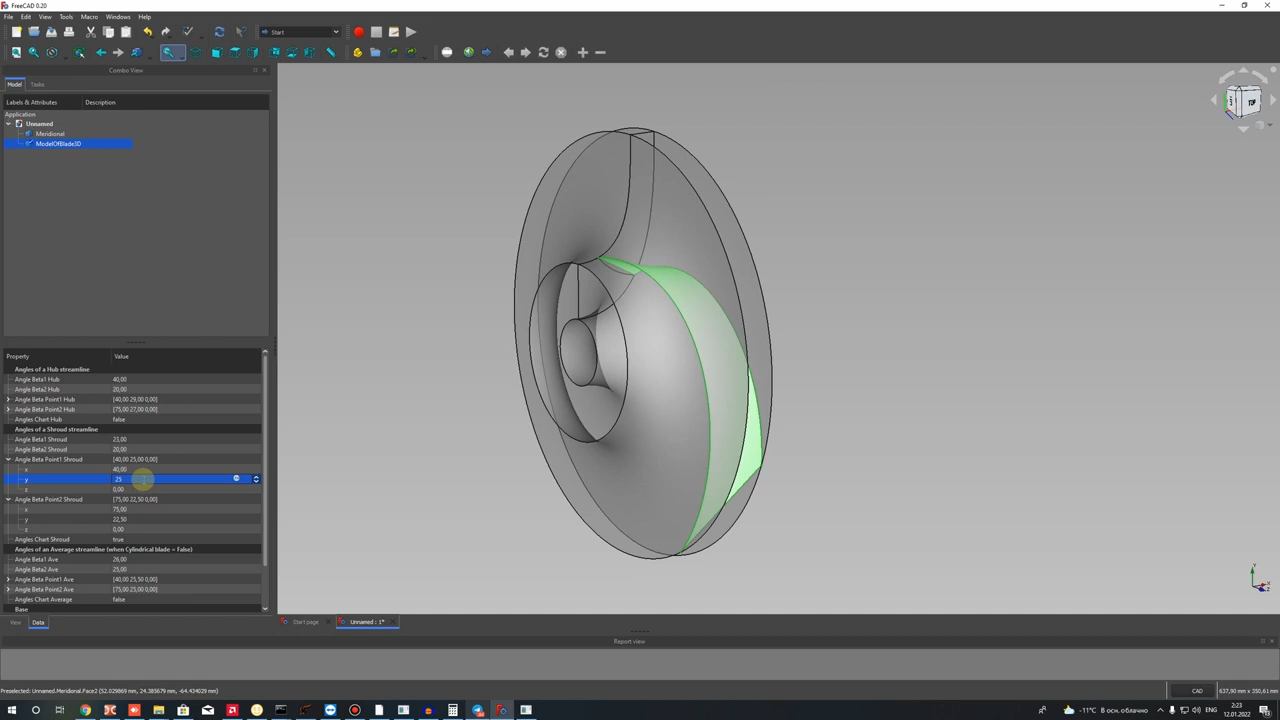 FreeCAD 0.20
File Edit View Tools Macro Windows Help
Start
Combo View
Model Tasks
Labels & Attributes Description
Application
Unnamed
Meridional
ModelOfBlade3D
TOP
Property Value
Angles of a Hub streamline
Angle Beta1 Hub 40,00
Angle Beta2 Hub 20,00
Angle Beta Point1 Hub [40,00 29,00 0,00]
Angle Beta Point2 Hub [75,00 27,00 0,00]
Angles Chart Hub false
Angles of a Shroud streamline
Angle Beta1 Shroud 23,00
Angle Beta2 Shroud 20,00
Angle Beta Point1 Shroud [40,00 25,00 0,00]
x 40,00
y 25
z 0,00
Angle Beta Point2 Shroud [75,00 22,50 0,00]
x 75,00
y 22,50
z 0,00
Angles Chart Shroud true
Angles of an Average streamline (when Cylindrical blade = False)
Angle Beta1 Ave 26,00
Angle Beta2 Ave 25,00
Angle Beta Point1 Ave [40,00 25,50 0,00]
Angle Beta Point2 Ave [75,00 25,00 0,00]
Angles Chart Average false
Base
View Data
Start page Unnamed : 1*
Report view
Preselected: Unnamed.Meridional.Face2 (52.029869 mm, 24.385679 mm, -64.434029 mm)
CAD 637,90 mm x 350,61 mm
-11°C В осн. облачно ENG 2:23
12.01.2022